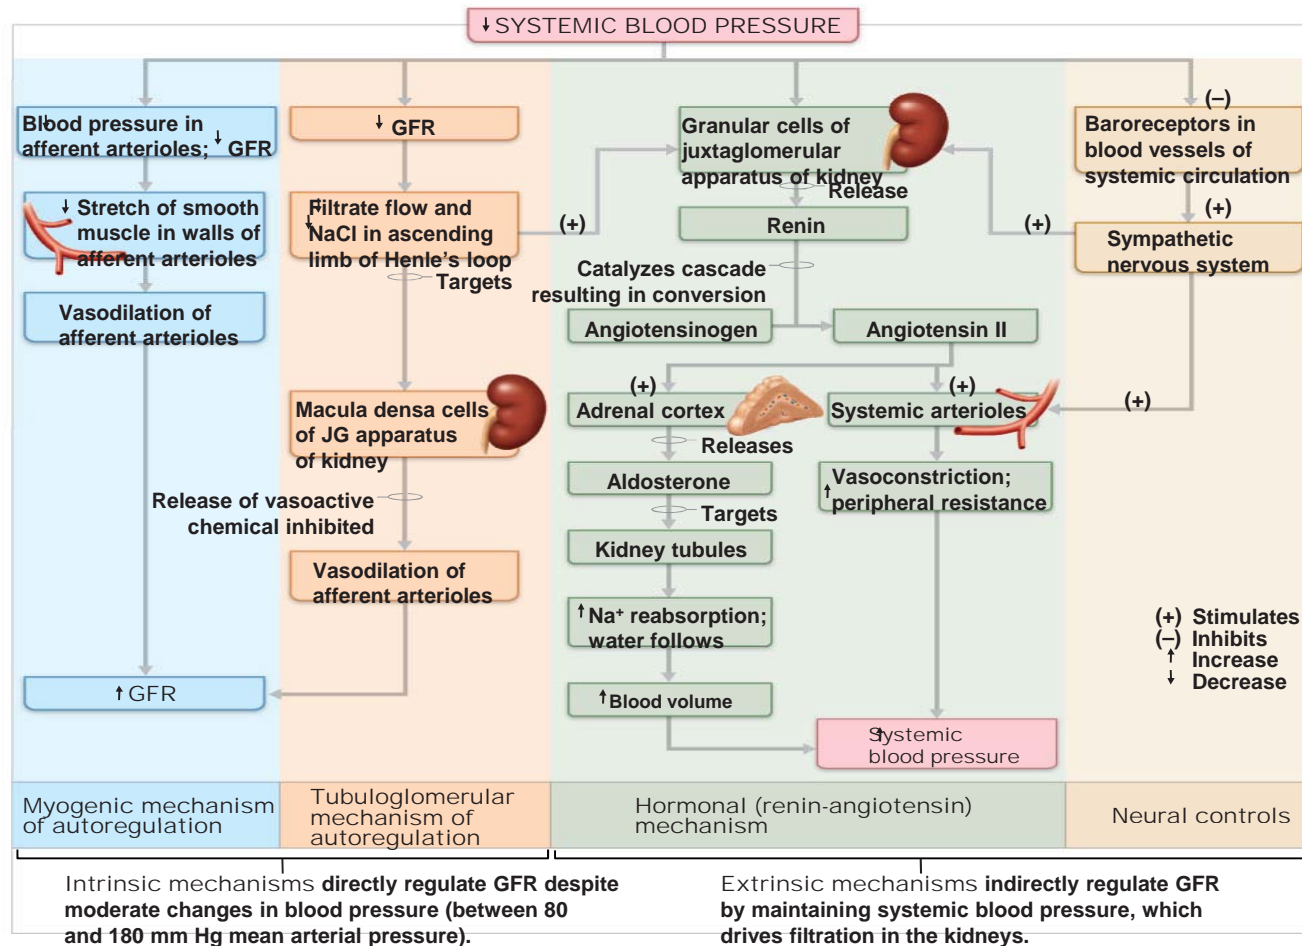 ↓ SYSTEMIC BLOOD PRESSURE
↓ Blood pressure in
afferent arterioles; ↓ GFR
↓ Stretch of smooth
muscle in walls of
afferent arterioles
Vasodilation of
afferent arterioles
↑ GFR
↓ GFR
↓ Filtrate flow and
↓ NaCl in ascending
limb of Henle's loop
Targets
(+)
Macula densa cells
of JG apparatus
of kidney
Release of vasoactive
chemical inhibited
Vasodilation of
afferent arterioles
Granular cells of
juxtaglomerular
apparatus of kidney
Release
Renin
Catalyzes cascade
resulting in conversion
Angiotensinogen
Angiotensin II
(+)
Adrenal cortex
Releases
Aldosterone
Targets
Kidney tubules
↑ Na⁺ reabsorption;
water follows
↑ Blood volume
(+)
Systemic arterioles
Vasoconstriction;
↑ peripheral resistance
↑ Systemic
blood pressure
(–)
Baroreceptors in
blood vessels of
systemic circulation
(+)
Sympathetic
nervous system
(+)
(+)
(+) Stimulates
(–) Inhibits
↑ Increase
↓ Decrease
Myogenic mechanism
of autoregulation
Tubuloglomerular
mechanism of
autoregulation
Hormonal (renin-angiotensin)
mechanism
Neural controls
Intrinsic mechanisms directly regulate GFR despite
moderate changes in blood pressure (between 80
and 180 mm Hg mean arterial pressure).
Extrinsic mechanisms indirectly regulate GFR
by maintaining systemic blood pressure, which
drives filtration in the kidneys.